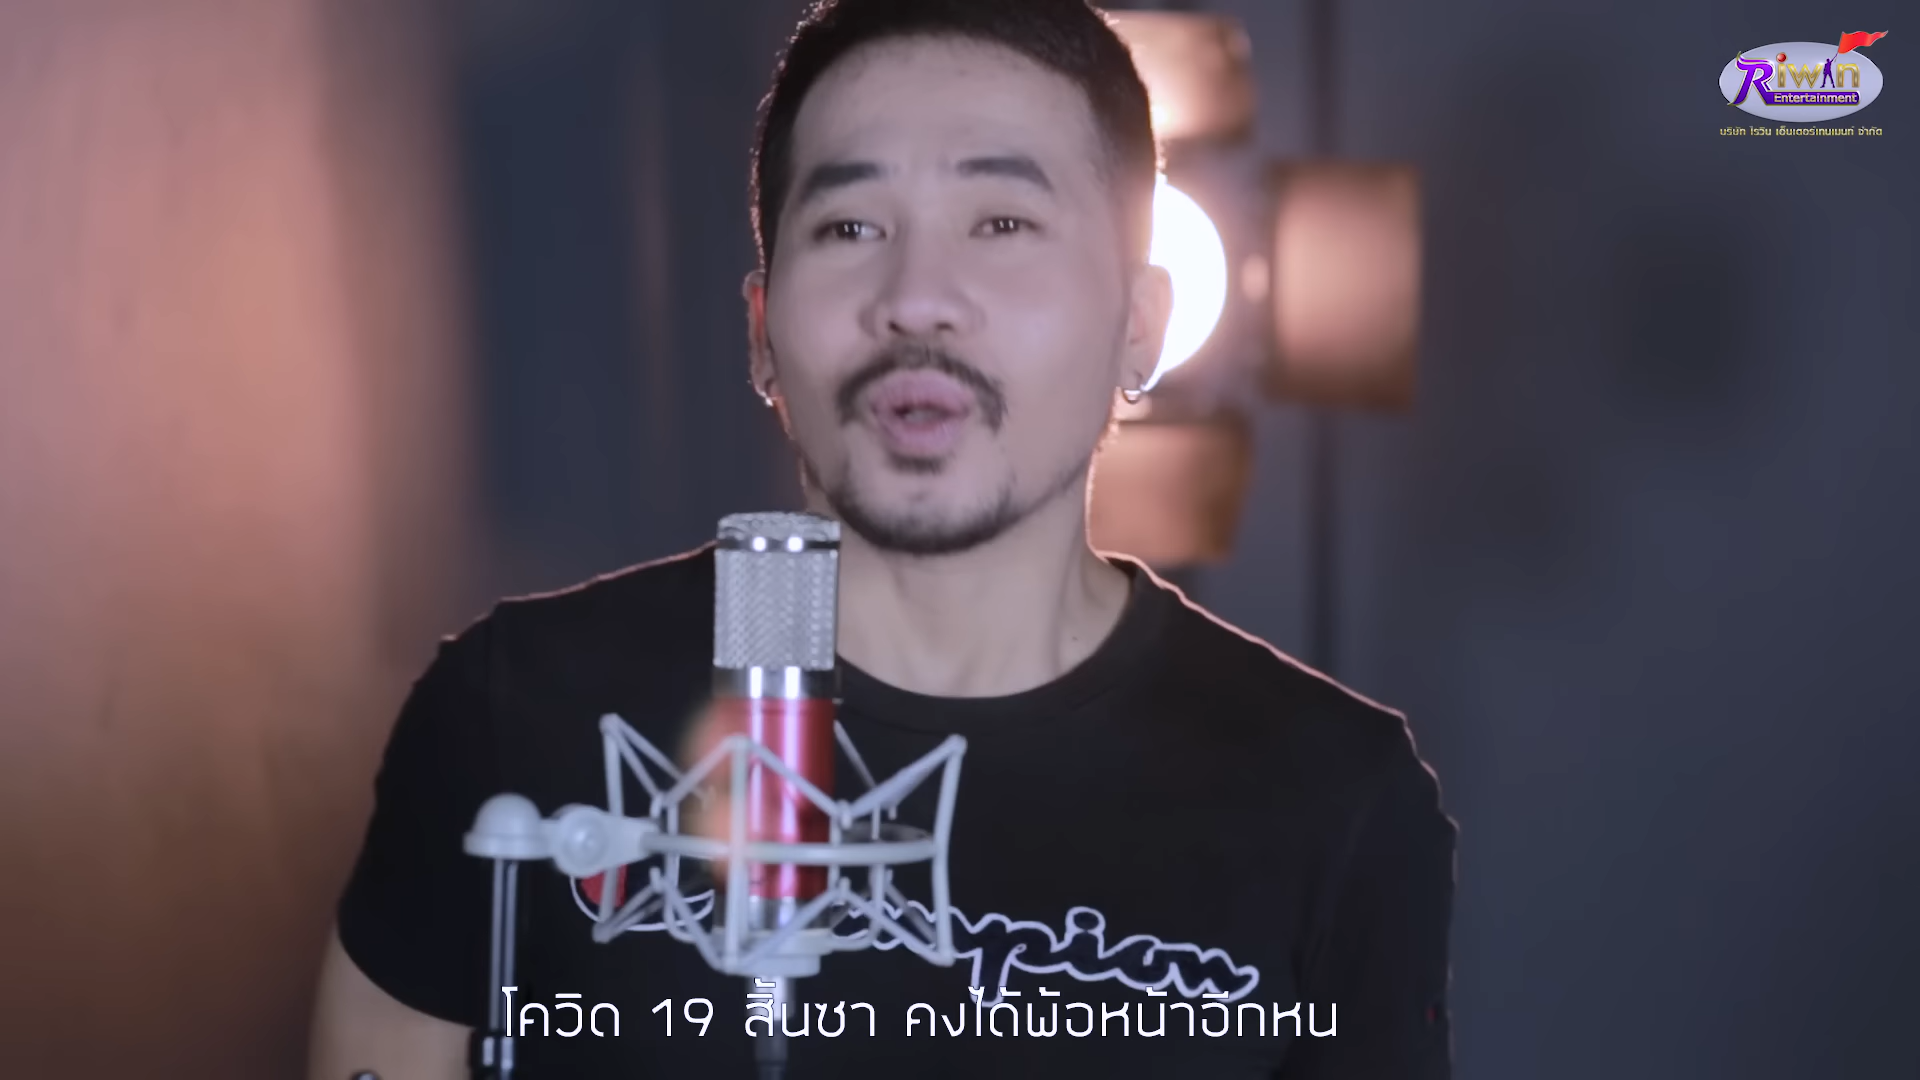 Riwin
Entertainment
บริษัท ไรวิน เอ็นเตอร์เทนเมนท์ จำกัด
Champion
โควิด 19 สิ้นซา คงได้พ้อหน้าอีกหน